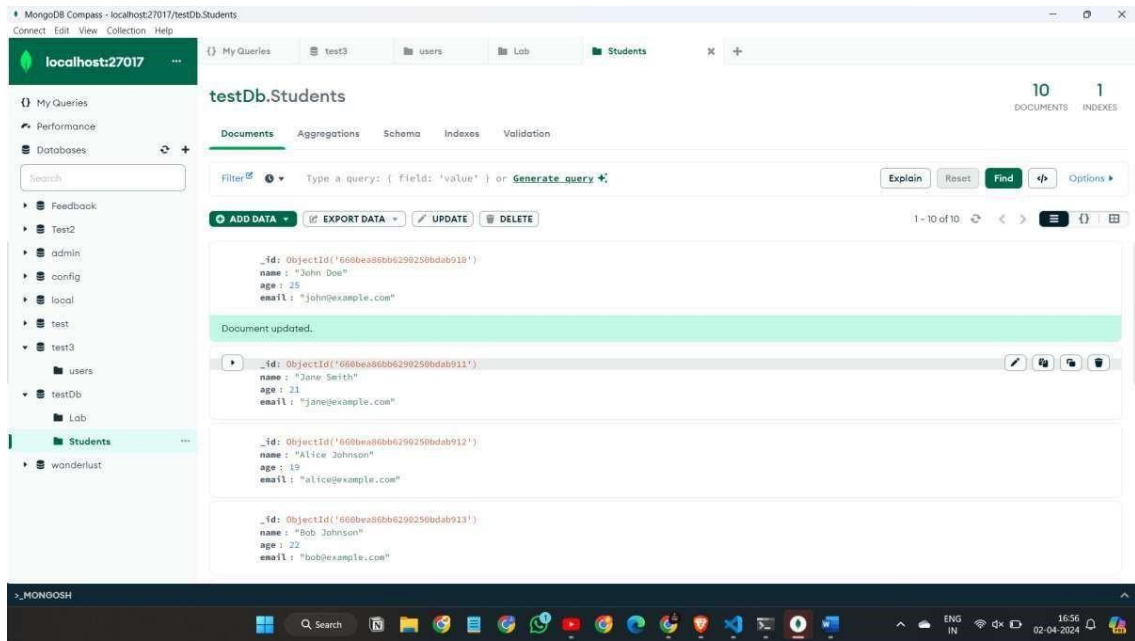 MongoDB Compass - localhost:27017/testDb.Students
Connect Edit View Collection Help
localhost:27017 ...
{} My Queries
test3
users
Lab
Students
My Queries
Performance
Databases
Search
Feedback
Test2
admin
config
local
test
test3
users
testDb
Lab
Students ...
wanderlust
testDb.Students
10
DOCUMENTS
1
INDEXES
Documents Aggregations Schema Indexes Validation
Filter Type a query: { field: 'value' } or Generate query
Explain Reset Find </> Options
ADD DATA EXPORT DATA UPDATE DELETE
1 – 10 of 10 {}
_id: ObjectId('660bea86bb6290250bdab910')
name : "John Doe"
age : 25
email : "john@example.com"
Document updated.
_id: ObjectId('660bea86bb6290250bdab911')
name : "Jane Smith"
age : 21
email : "jane@example.com"
_id: ObjectId('660bea86bb6290250bdab912')
name : "Alice Johnson"
age : 19
email : "alice@example.com"
_id: ObjectId('660bea86bb6290250bdab913')
name : "Bob Johnson"
age : 22
email : "bob@example.com"
>_MONGOSH
Search
ENG
IN
16:56
02-04-2024